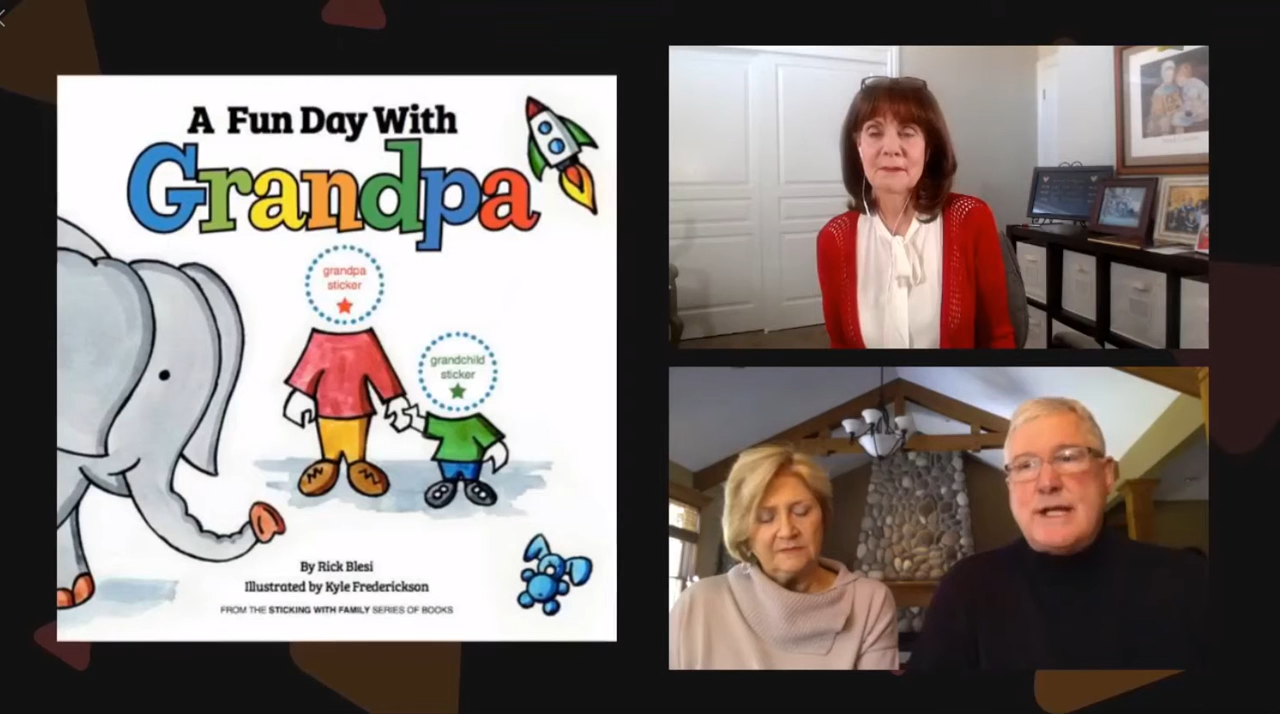 A Fun Day With
Grandpa
grandpa
sticker
grandchild
sticker
By Rick Blesi
Illustrated by Kyle Frederickson
FROM THE STICKING WITH FAMILY SERIES OF BOOKS